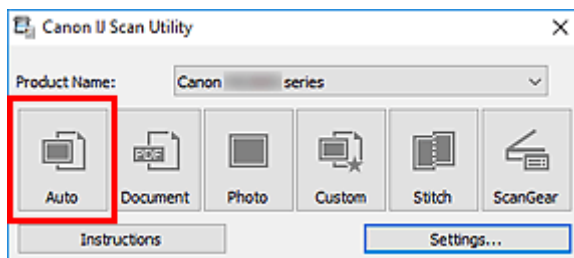 Canon IJ Scan Utility
Product Name: Canon series
PDF
Auto Document Photo Custom Stitch ScanGear
Instructions Settings...